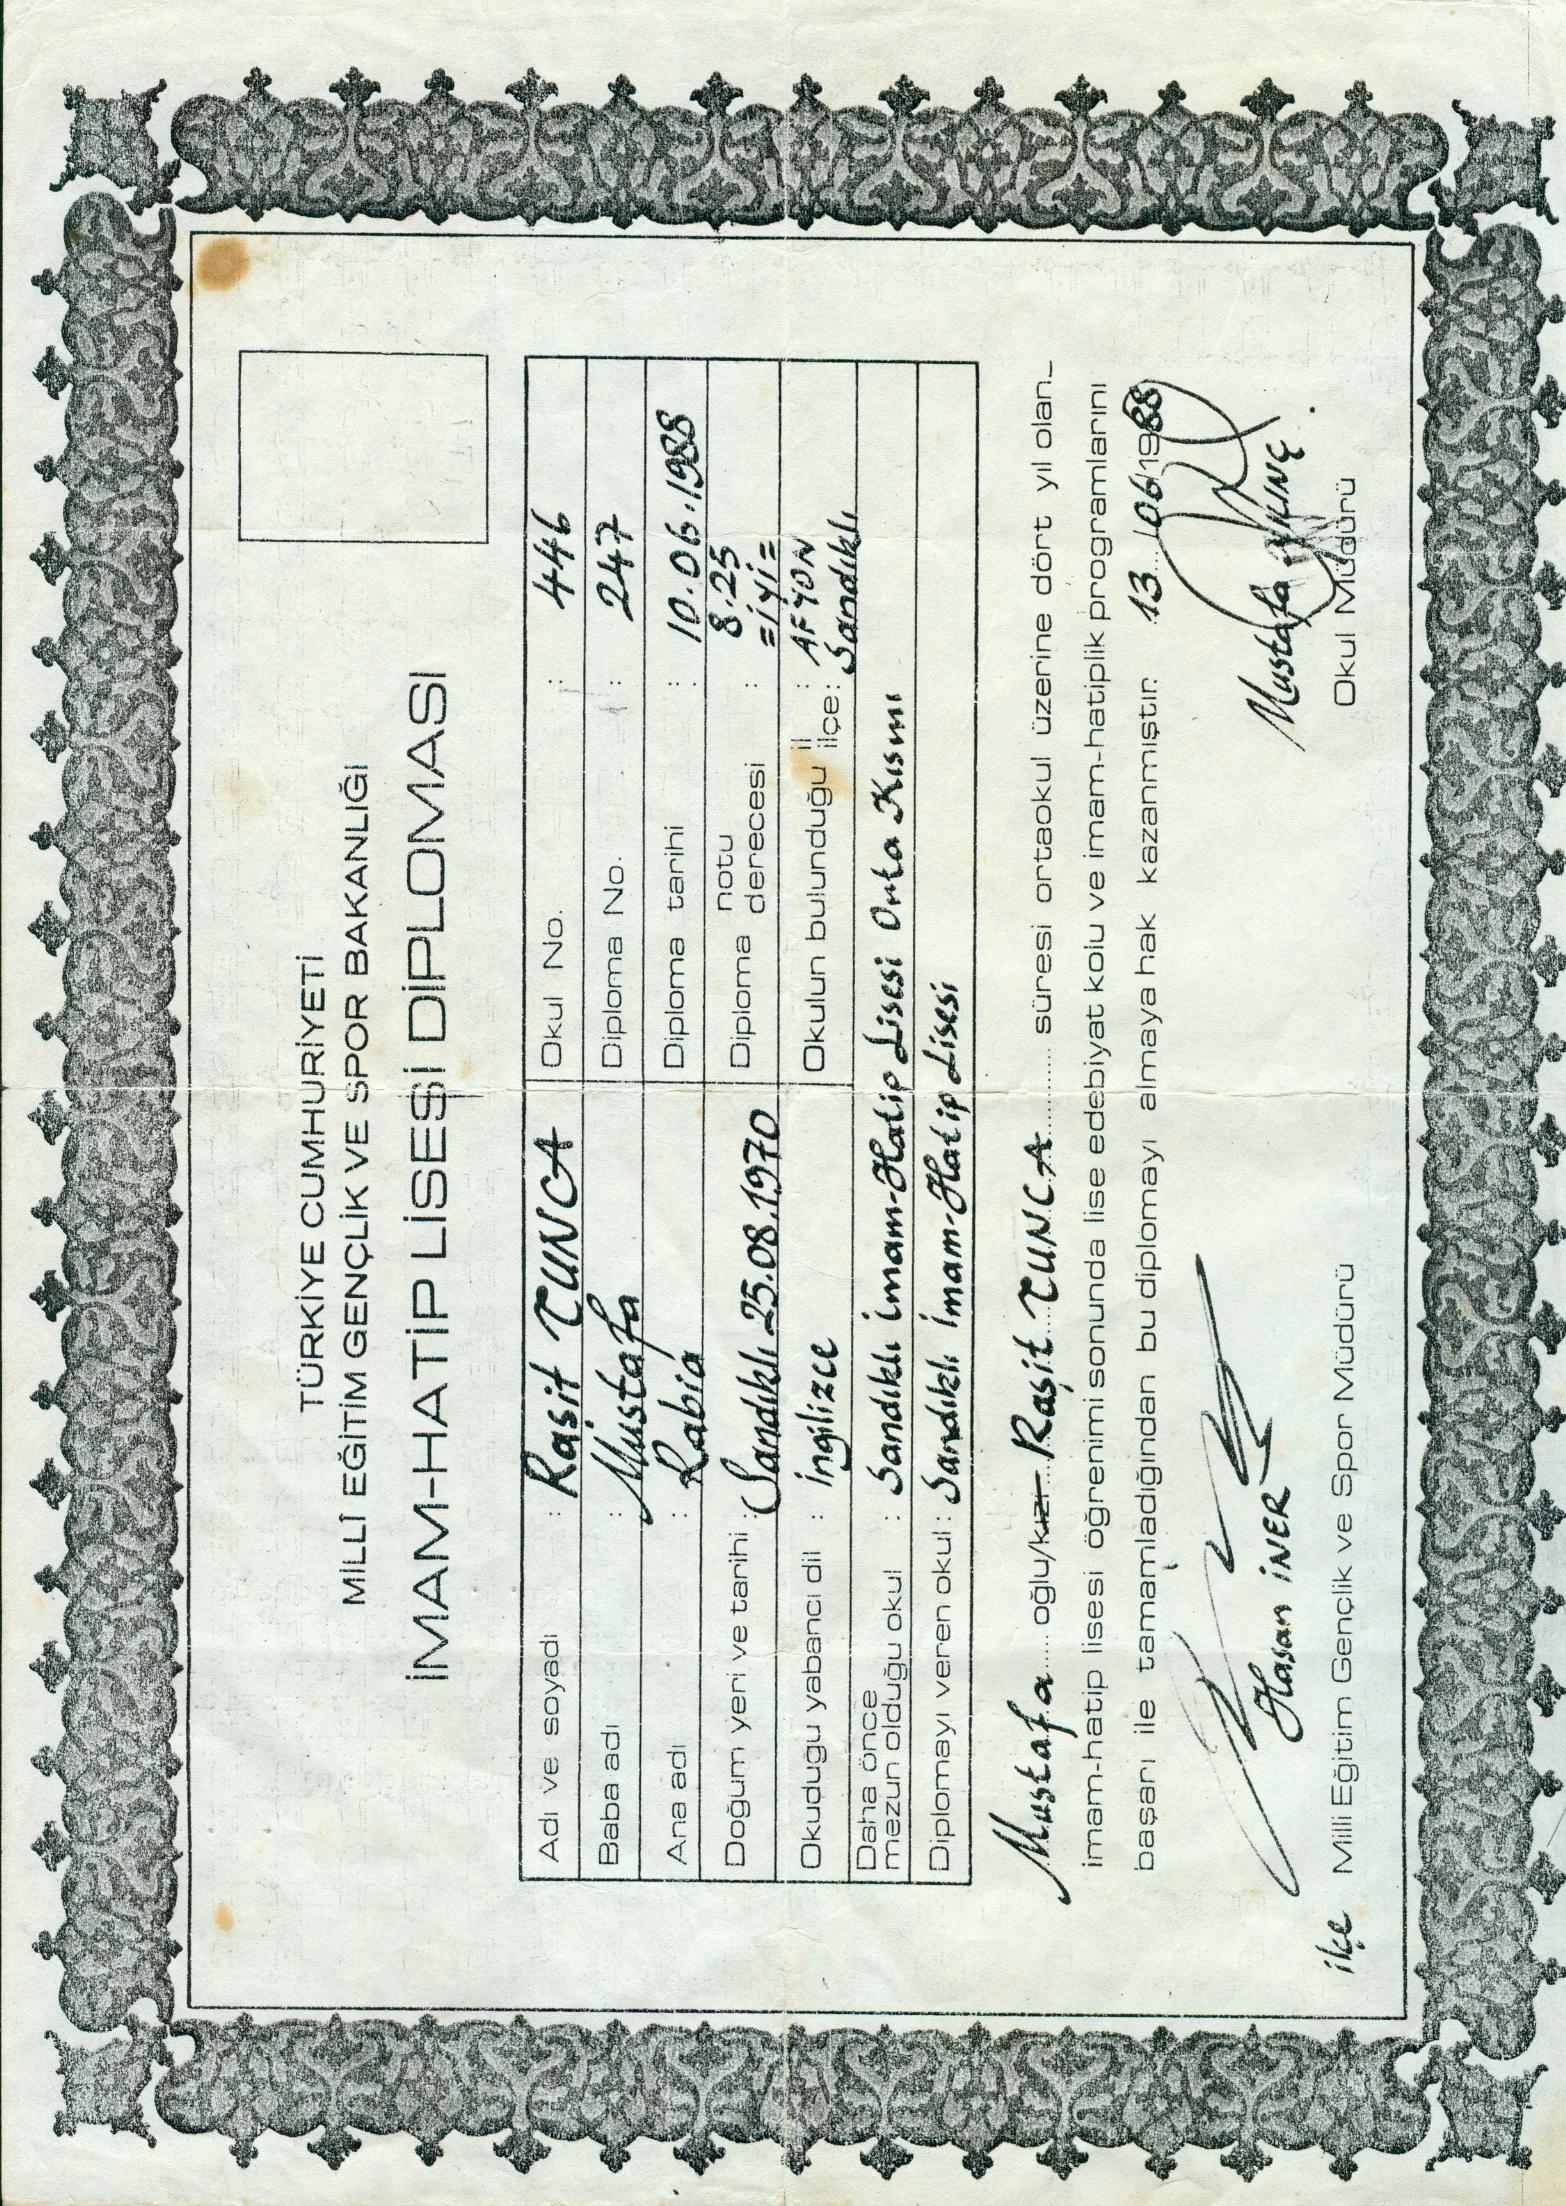 TÜRKİYE CUMHURİYETİ
MİLLÎ EĞİTİM GENÇLİK VE SPOR BAKANLIĞI
İMAM-HATİP LİSESİ DİPLOMASI
Adı ve soyadı : Raşit TUNCA
Okul No. : 446
Baba adı : Mustafa
Diploma No. : 247
Ana adı : Rabia
Diploma tarihi : 10.06.1988
Doğum yeri ve tarihi : Sandıklı 25.08.1970
Diploma notu : 8.25
derecesi =iyi=
Okuduğu yabancı dil : İngilizce
Okulun bulunduğu il : AFYON
ilçe : Sandıklı
Daha önce
mezun olduğu okul : Sandıklı İmam-Hatip Lisesi Orta Kısmı
Diplomayı veren okul : Sandıklı İmam-Hatip Lisesi
Mustafa oğlu/kızı Raşit TUNCA süresi ortaokul üzerine dört yıl olan
imam-hatip lisesi öğrenimi sonunda lise edebiyat kolu ve imam-hatiplik programlarını
başarı ile tamamladığından bu diplomayı almaya hak kazanmıştır. 13/06/1988
Hasan İNER
Mustafa
ilçe Milli Eğitim Gençlik ve Spor Müdürü
Okul Müdürü